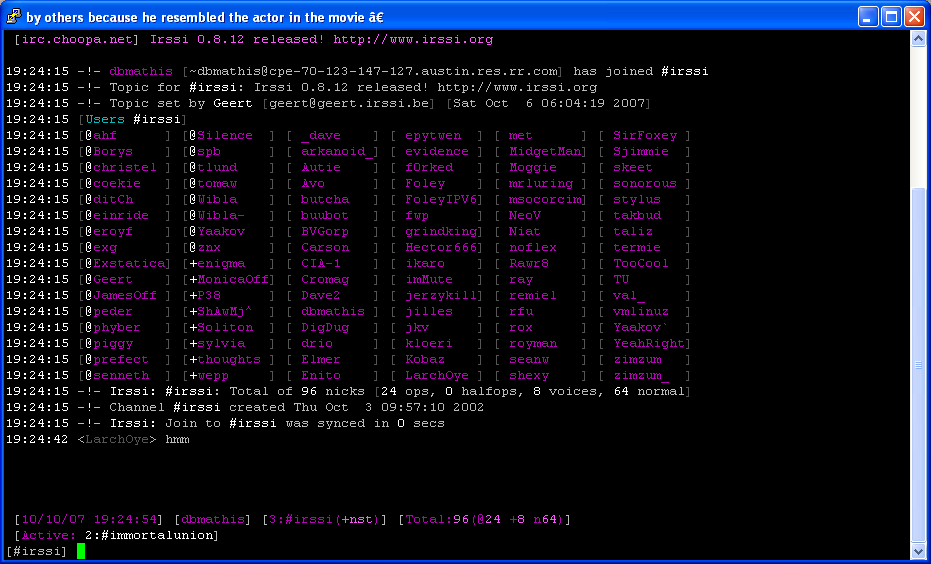 by others because he resembled the actor in the movie â€
[irc.choopa.net] Irssi 0.8.12 released! http://www.irssi.org
19:24:15 -!- dbmathis [~dbmathis@cpe-70-123-147-127.austin.res.rr.com] has joined #irssi
19:24:15 -!- Topic for #irssi: Irssi 0.8.12 released! http://www.irssi.org
19:24:15 -!- Topic set by Geert [geert@geert.irssi.be] [Sat Oct  6 06:04:19 2007]
19:24:15 [Users #irssi]
19:24:15 [@ahf      ] [@Silence  ] [ _dave    ] [ epytwen  ] [ met      ] [ SirFoxey ]
19:24:15 [@Borys    ] [@spb      ] [ arkanoid_] [ evidence ] [ MidgetMan] [ Sjimmie  ]
19:24:15 [@christel ] [@tlund    ] [ Autie    ] [ f0rked   ] [ Moggie   ] [ skeet    ]
19:24:15 [@coekie   ] [@tomaw    ] [ Avo      ] [ Foley    ] [ mrluring ] [ sonorous ]
19:24:15 [@ditCh    ] [@Wibla    ] [ butcha   ] [ FoleyIPV6] [ msocorcim] [ stylus   ]
19:24:15 [@einride  ] [@Wibla-   ] [ buubot   ] [ fwp      ] [ NeoV     ] [ takbud   ]
19:24:15 [@eroyf    ] [@Yaakov   ] [ BVGorp   ] [ grindking] [ Niat     ] [ taliz    ]
19:24:15 [@exg      ] [@znx      ] [ Carson   ] [ Hector666] [ noflex   ] [ termie   ]
19:24:15 [@Exstatica] [+enigma   ] [ CIA-1    ] [ ikaro    ] [ Rawr8    ] [ TooCool  ]
19:24:15 [@Geert    ] [+MonicaOff] [ Cromag   ] [ imMute   ] [ ray      ] [ TU       ]
19:24:15 [@JamesOff ] [+P38      ] [ Dave2    ] [ jerzykill] [ remiel   ] [ val_     ]
19:24:15 [@peder    ] [+ShAwMj^  ] [ dbmathis ] [ jilles   ] [ rfu      ] [ vmlinuz  ]
19:24:15 [@phyber   ] [+Soliton  ] [ DigDug   ] [ jkv      ] [ rox      ] [ Yaakov`  ]
19:24:15 [@piggy    ] [+sylvia   ] [ drio     ] [ kloeri   ] [ royman   ] [ YeahRight]
19:24:15 [@prefect  ] [+thoughts ] [ Elmer    ] [ Kobaz    ] [ seanw    ] [ zimzum   ]
19:24:15 [@senneth  ] [+wepp     ] [ Enito    ] [ LarchOye ] [ shexy    ] [ zimzum_  ]
19:24:15 -!- Irssi: #irssi: Total of 96 nicks [24 ops, 0 halfops, 8 voices, 64 normal]
19:24:15 -!- Channel #irssi created Thu Oct  3 09:57:10 2002
19:24:15 -!- Irssi: Join to #irssi was synced in 0 secs
19:24:42 <LarchOye> hmm
[10/10/07 19:24:54] [dbmathis] [3:#irssi(+nst)] [Total:96(@24 +8 n64)]
[Active: 2:#immortalunion]
[#irssi]